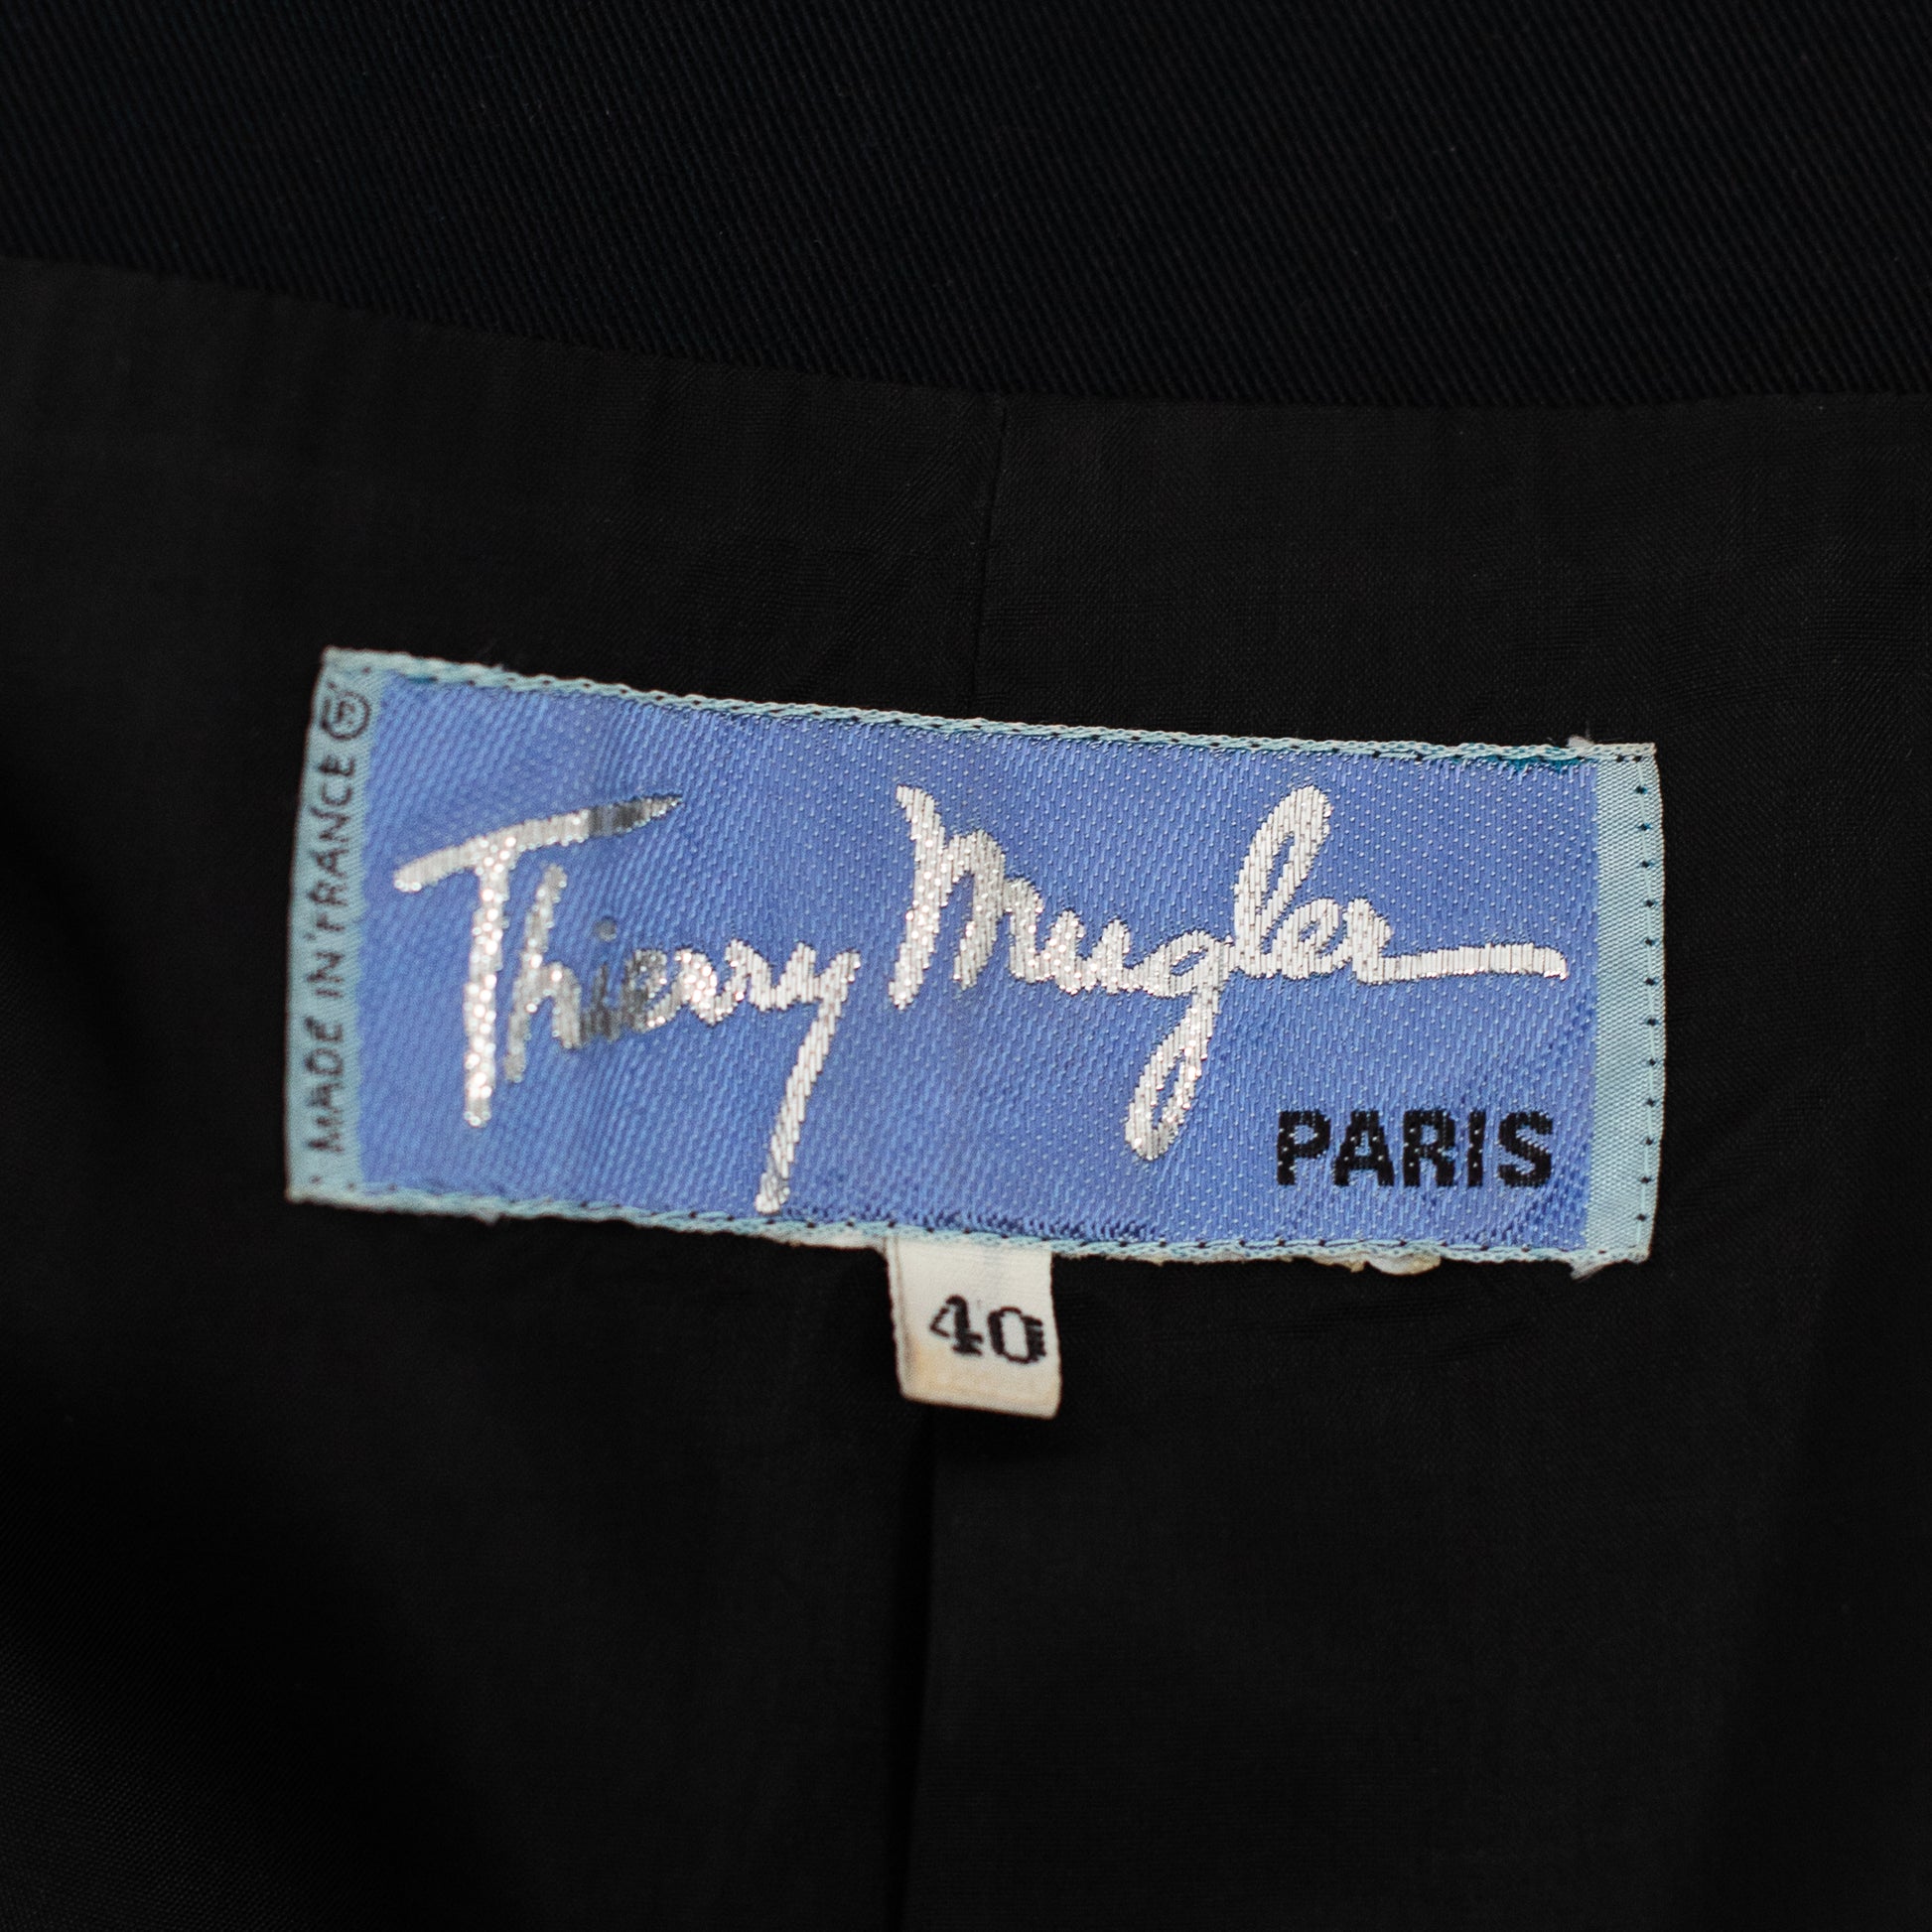 MADE IN FRANCE
Thierry Mugler
PARIS
40